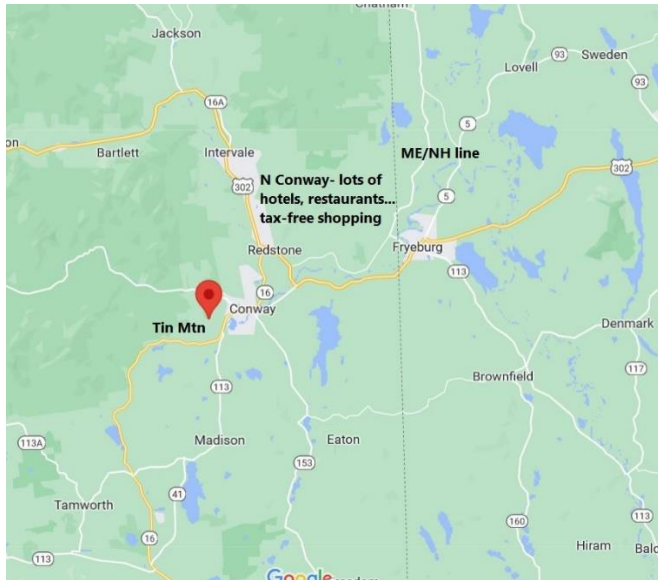 Chatham
Jackson
93
Sweden
Lovell
93
16A
5
on
Bartlett
Intervale
ME/NH line
302
302
N Conway- lots of
hotels, restaurants...
tax-free shopping
5
Redstone
Fryeburg
113
16
Conway
Tin Mtn
Denmark
117
Brownfield
113
113A
Madison
Eaton
153
41
Tamworth
16
160
113
113
Hiram
Bald
Google